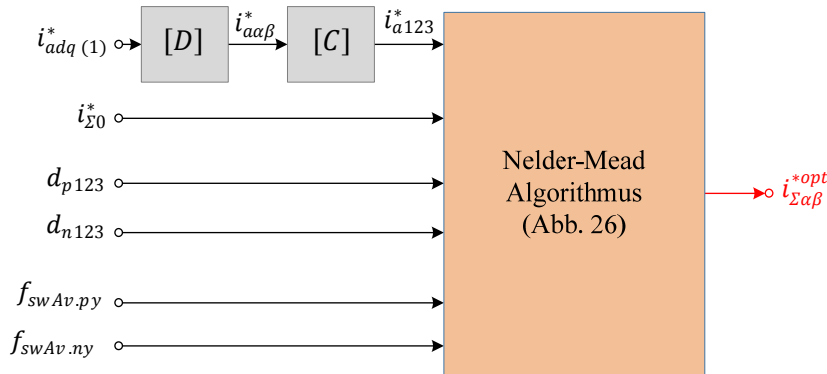 i*adq (1) [D] i*aαβ [C] i*a123
i*Σ0
dp123
dn123
fswAv.py
fswAv.ny
Nelder-Mead
Algorithmus
(Abb. 26)
i*optΣαβ